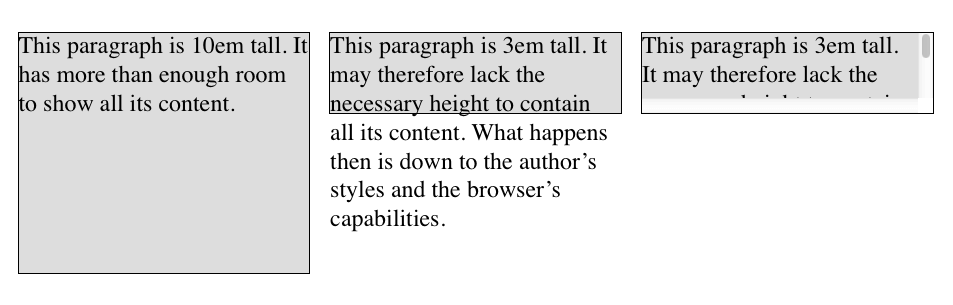 This paragraph is 10em tall. It
has more than enough room
to show all its content.
This paragraph is 3em tall. It
may therefore lack the
necessary height to contain
all its content. What happens
then is down to the author’s
styles and the browser’s
capabilities.
This paragraph is 3em tall.
It may therefore lack the